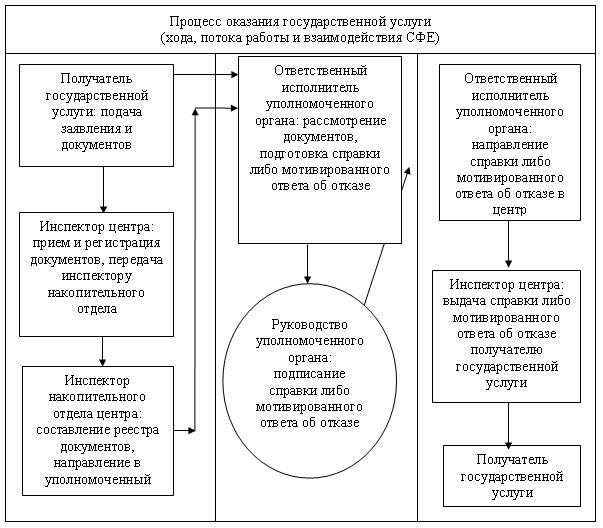 Процесс оказания государственной услуги
(хода, потока работы и взаимодействия СФЕ)
Получатель
государственной
услуги: подача
заявления и
документов
Инспектор центра:
прием и регистрация
документов, передача
инспектору
накопительного
отдела
Инспектор
накопительного
отдела центра:
составление реестра
документов,
направление в
уполномоченный
Ответственный
исполнитель
уполномоченного
органа: рассмотрение
документов,
подготовка справки
либо мотивированного
ответа об отказе
Руководство
уполномоченного
органа:
подписание
справки либо
мотивированного
ответа об отказе
Ответственный
исполнитель
уполномоченного
органа:
направление
справки либо
мотивированного
ответа об отказе в
центр
Инспектор центра:
выдача справки либо
мотивированного
ответа об отказе
получателю
государственной
услуги
Получатель
государственной
услуги